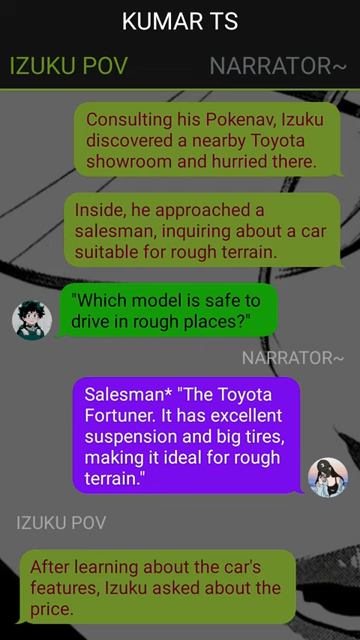 KUMAR TS
IZUKU POV
NARRATOR~
Consulting his Pokenav, Izuku
discovered a nearby Toyota
showroom and hurried there.
Inside, he approached a
salesman, inquiring about a car
suitable for rough terrain.
"Which model is safe to
drive in rough places?"
NARRATOR~
Salesman* "The Toyota
Fortuner. It has excellent
suspension and big tires,
making it ideal for rough
terrain."
IZUKU POV
After learning about the car's
features, Izuku asked about the
price.